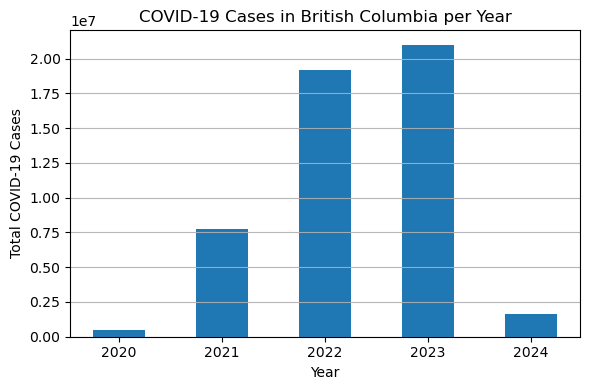 COVID-19 Cases in British Columbia per Year
1e7
2.00
1.75
1.50
1.25
1.00
0.75
0.50
0.25
0.00
Total COVID-19 Cases
2020 2021 2022 2023 2024
Year